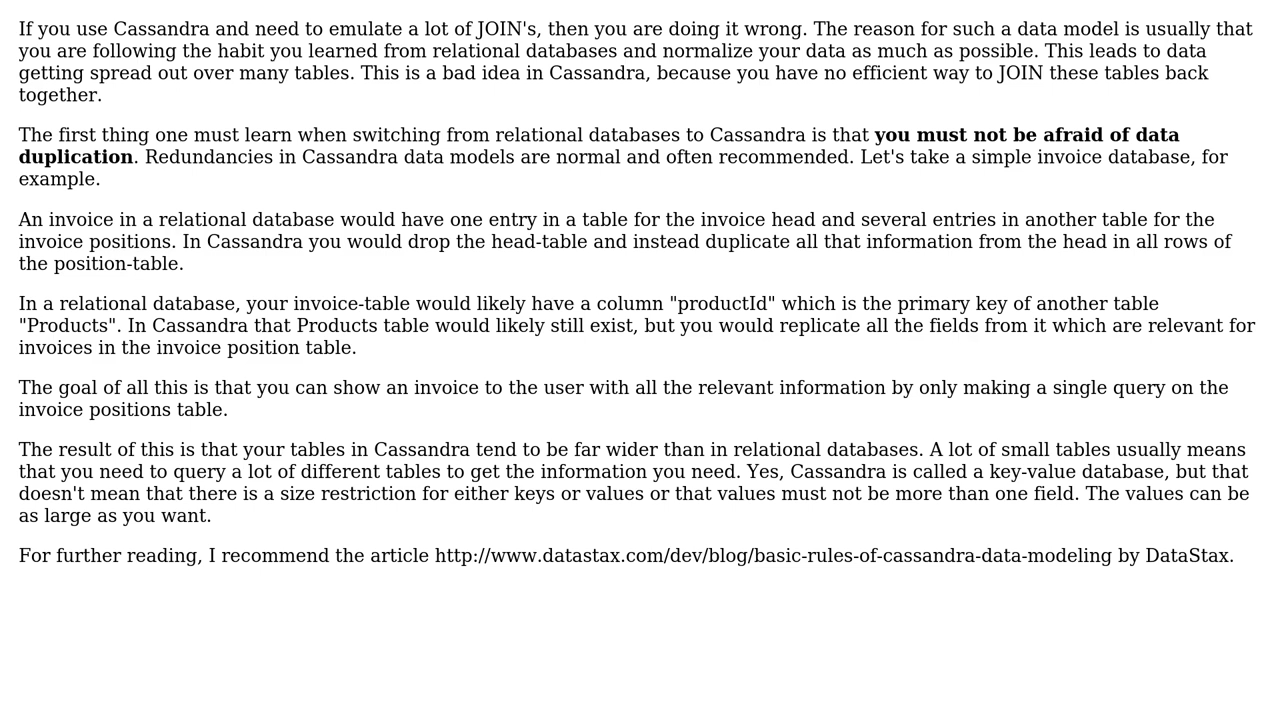 If you use Cassandra and need to emulate a lot of JOIN's, then you are doing it wrong. The reason for such a data model is usually that
you are following the habit you learned from relational databases and normalize your data as much as possible. This leads to data
getting spread out over many tables. This is a bad idea in Cassandra, because you have no efficient way to JOIN these tables back
together.
The first thing one must learn when switching from relational databases to Cassandra is that you must not be afraid of data
duplication. Redundancies in Cassandra data models are normal and often recommended. Let's take a simple invoice database, for
example.
An invoice in a relational database would have one entry in a table for the invoice head and several entries in another table for the
invoice positions. In Cassandra you would drop the head-table and instead duplicate all that information from the head in all rows of
the position-table.
In a relational database, your invoice-table would likely have a column "productId" which is the primary key of another table
"Products". In Cassandra that Products table would likely still exist, but you would replicate all the fields from it which are relevant for
invoices in the invoice position table.
The goal of all this is that you can show an invoice to the user with all the relevant information by only making a single query on the
invoice positions table.
The result of this is that your tables in Cassandra tend to be far wider than in relational databases. A lot of small tables usually means
that you need to query a lot of different tables to get the information you need. Yes, Cassandra is called a key-value database, but that
doesn't mean that there is a size restriction for either keys or values or that values must not be more than one field. The values can be
as large as you want.
For further reading, I recommend the article http://www.datastax.com/dev/blog/basic-rules-of-cassandra-data-modeling by DataStax.